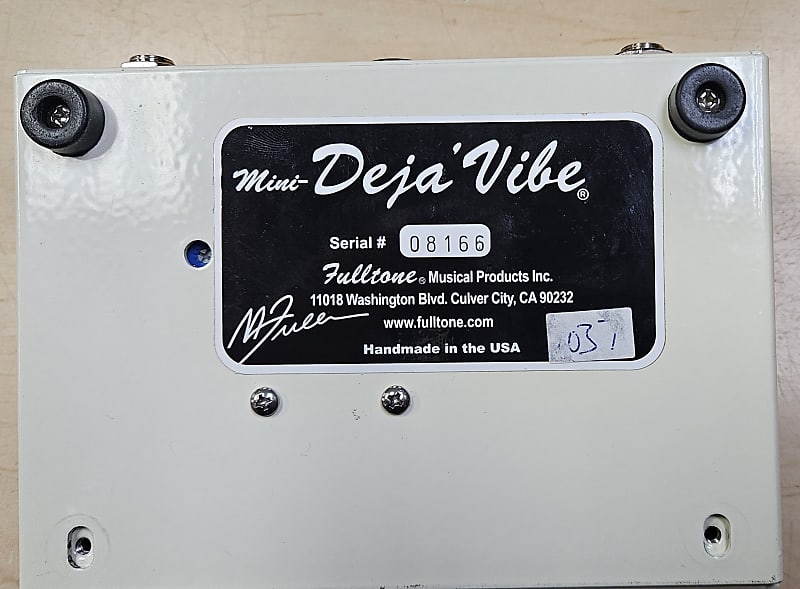 Mini-Deja' Vibe®
Serial # 08166
Fulltone® Musical Products Inc.
11018 Washington Blvd. Culver City, CA 90232
www.fulltone.com
Handmade in the USA